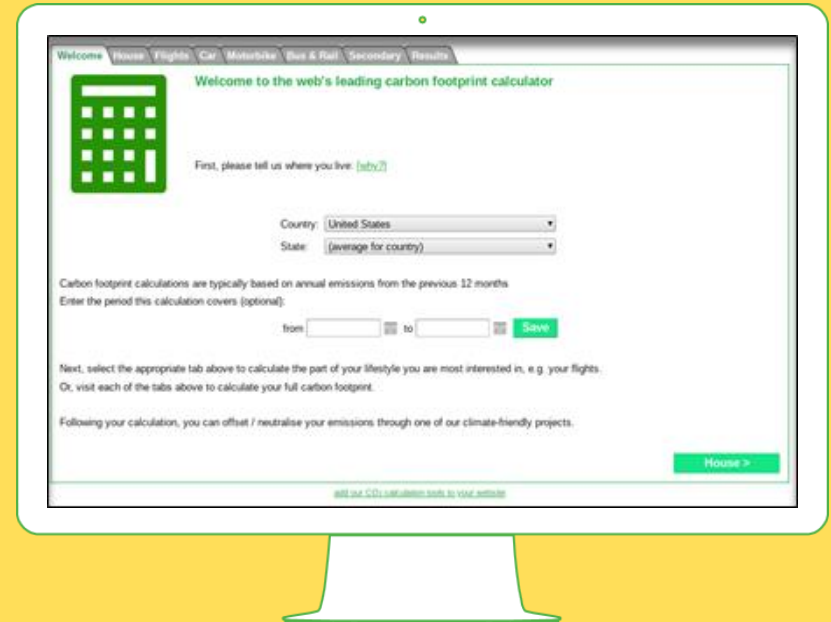 Welcome House Flights Car Motorbike Bus & Rail Secondary Results
Welcome to the web's leading carbon footprint calculator
First, please tell us where you live: [why?]
Country: United States
State: (average for country)
Carbon footprint calculations are typically based on annual emissions from the previous 12 months
Enter the period this calculation covers (optional):
from to Save
Next, select the appropriate tab above to calculate the part of your lifestyle you are most interested in, e.g. your flights.
Or, visit each of the tabs above to calculate your full carbon footprint.
Following your calculation, you can offset / neutralise your emissions through one of our climate-friendly projects.
House >
add our CO₂ calculation tools to your website